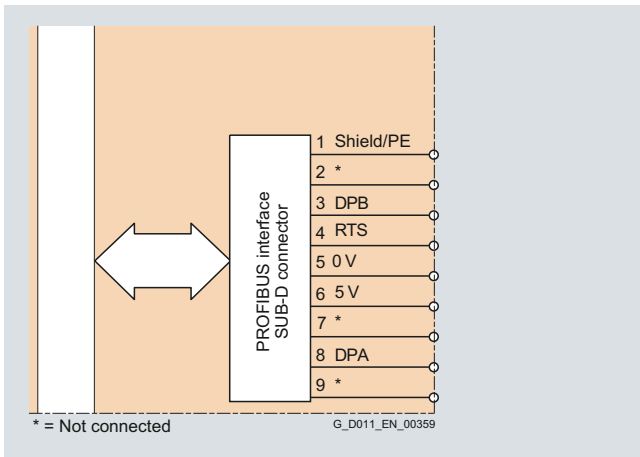 PROFIBUS interface
SUB-D connector
1 Shield/PE
2 *
3 DPB
4 RTS
5 0 V
6 5 V
7 *
8 DPA
9 *
* = Not connected
G_D011_EN_00359